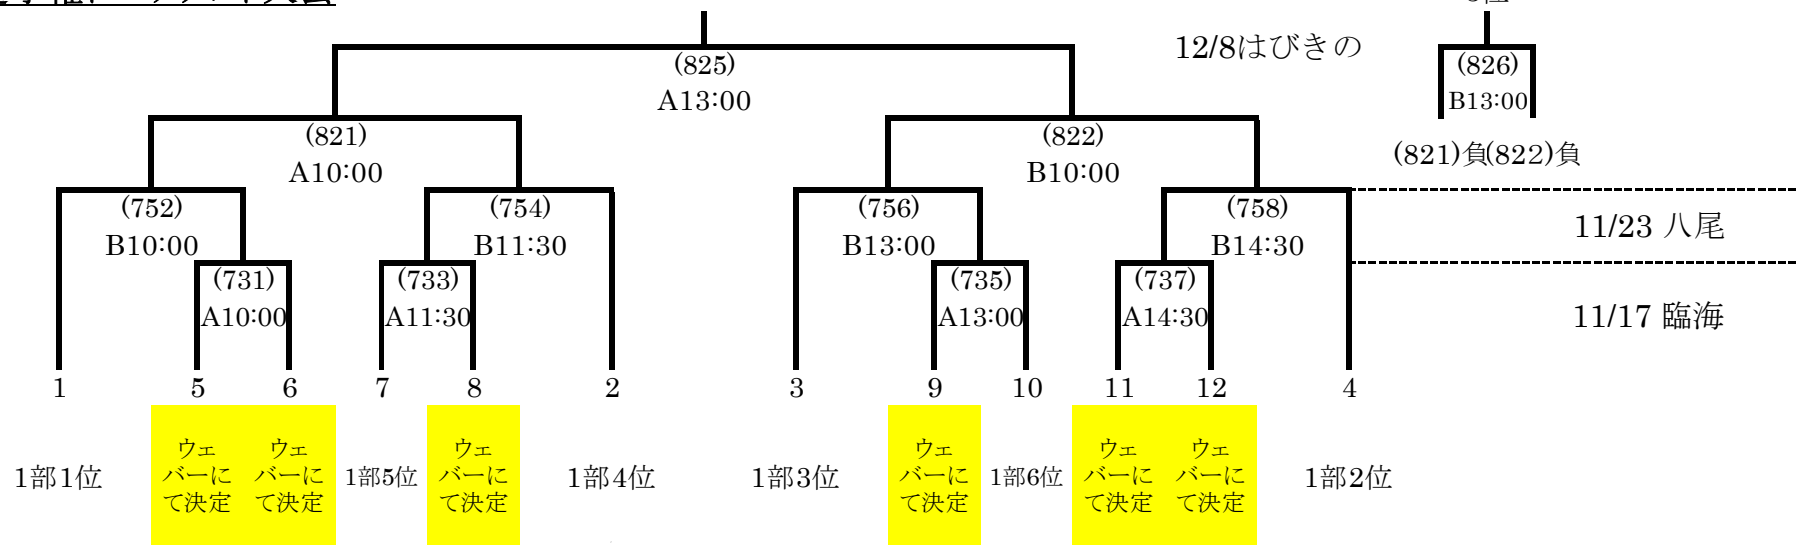 12/8はびきの
(825)
(826)
A13:00
B13:00
(821)
(822)
(821)負(822)負
A10:00
B10:00
(752)
(754)
(756)
(758)
11/23 八尾
B10:00
B11:30
B13:00
B14:30
(731)
(733)
(735)
(737)
A10:00
A11:30
A13:00
A14:30
11/17 臨海
1
5
6
7
8
2
3
9
10
11
12
4
1部1位
ウェ
バーに
て決定
ウェ
バーに
て決定
1部5位
ウェ
バーに
て決定
1部4位
1部3位
ウェ
バーに
て決定
1部6位
ウェ
バーに
て決定
ウェ
バーに
て決定
1部2位